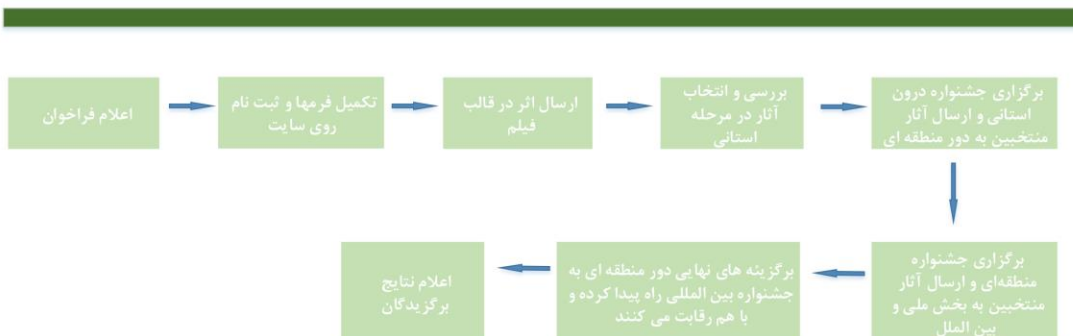 اعلام فراخوان
تکمیل فرمها و ثبت نام
روی سایت
ارسال اثر در قالب
فیلم
بررسی و انتخاب
آثار در مرحله
استانی
برگزاری جشنواره درون
استانی و ارسال آثار
منتخبین به دور منطقه ای
برگزاری جشنواره
منطقه‌ای و ارسال آثار
منتخبین به بخش ملی و
بین الملل
برگزیئه های نهایی دور منطقه ای به
جشنواره بین المللی راه پیدا کرده و
با هم رقابت می کنند
اعلام نتایج
برگزیدگان